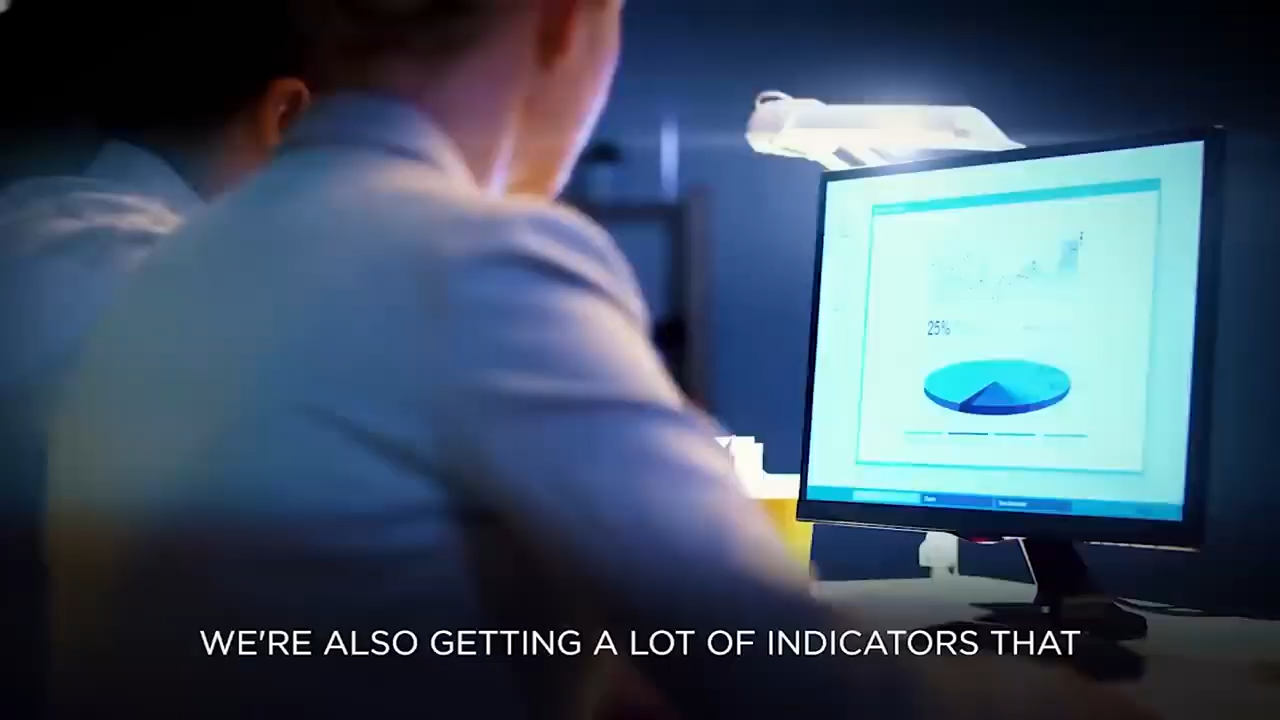 25%
WE'RE ALSO GETTING A LOT OF INDICATORS THAT